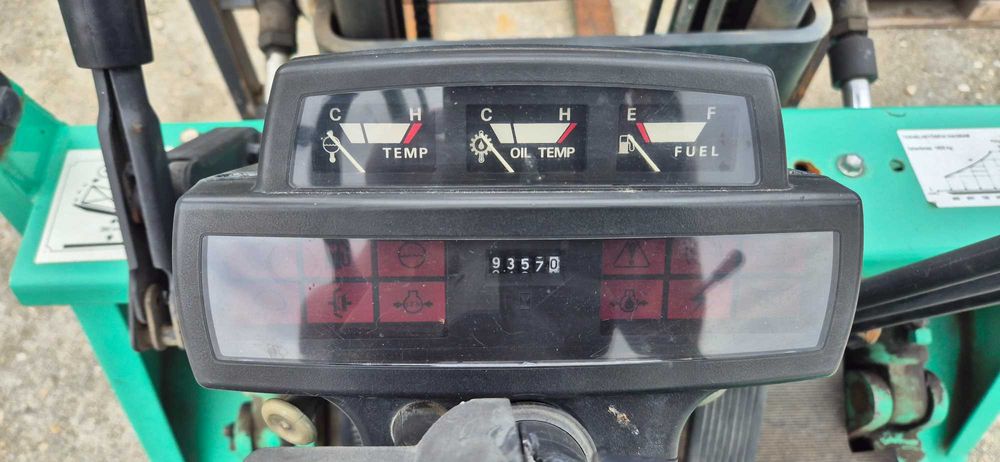 C H
TEMP
C H
OIL TEMP
E F
FUEL
93570